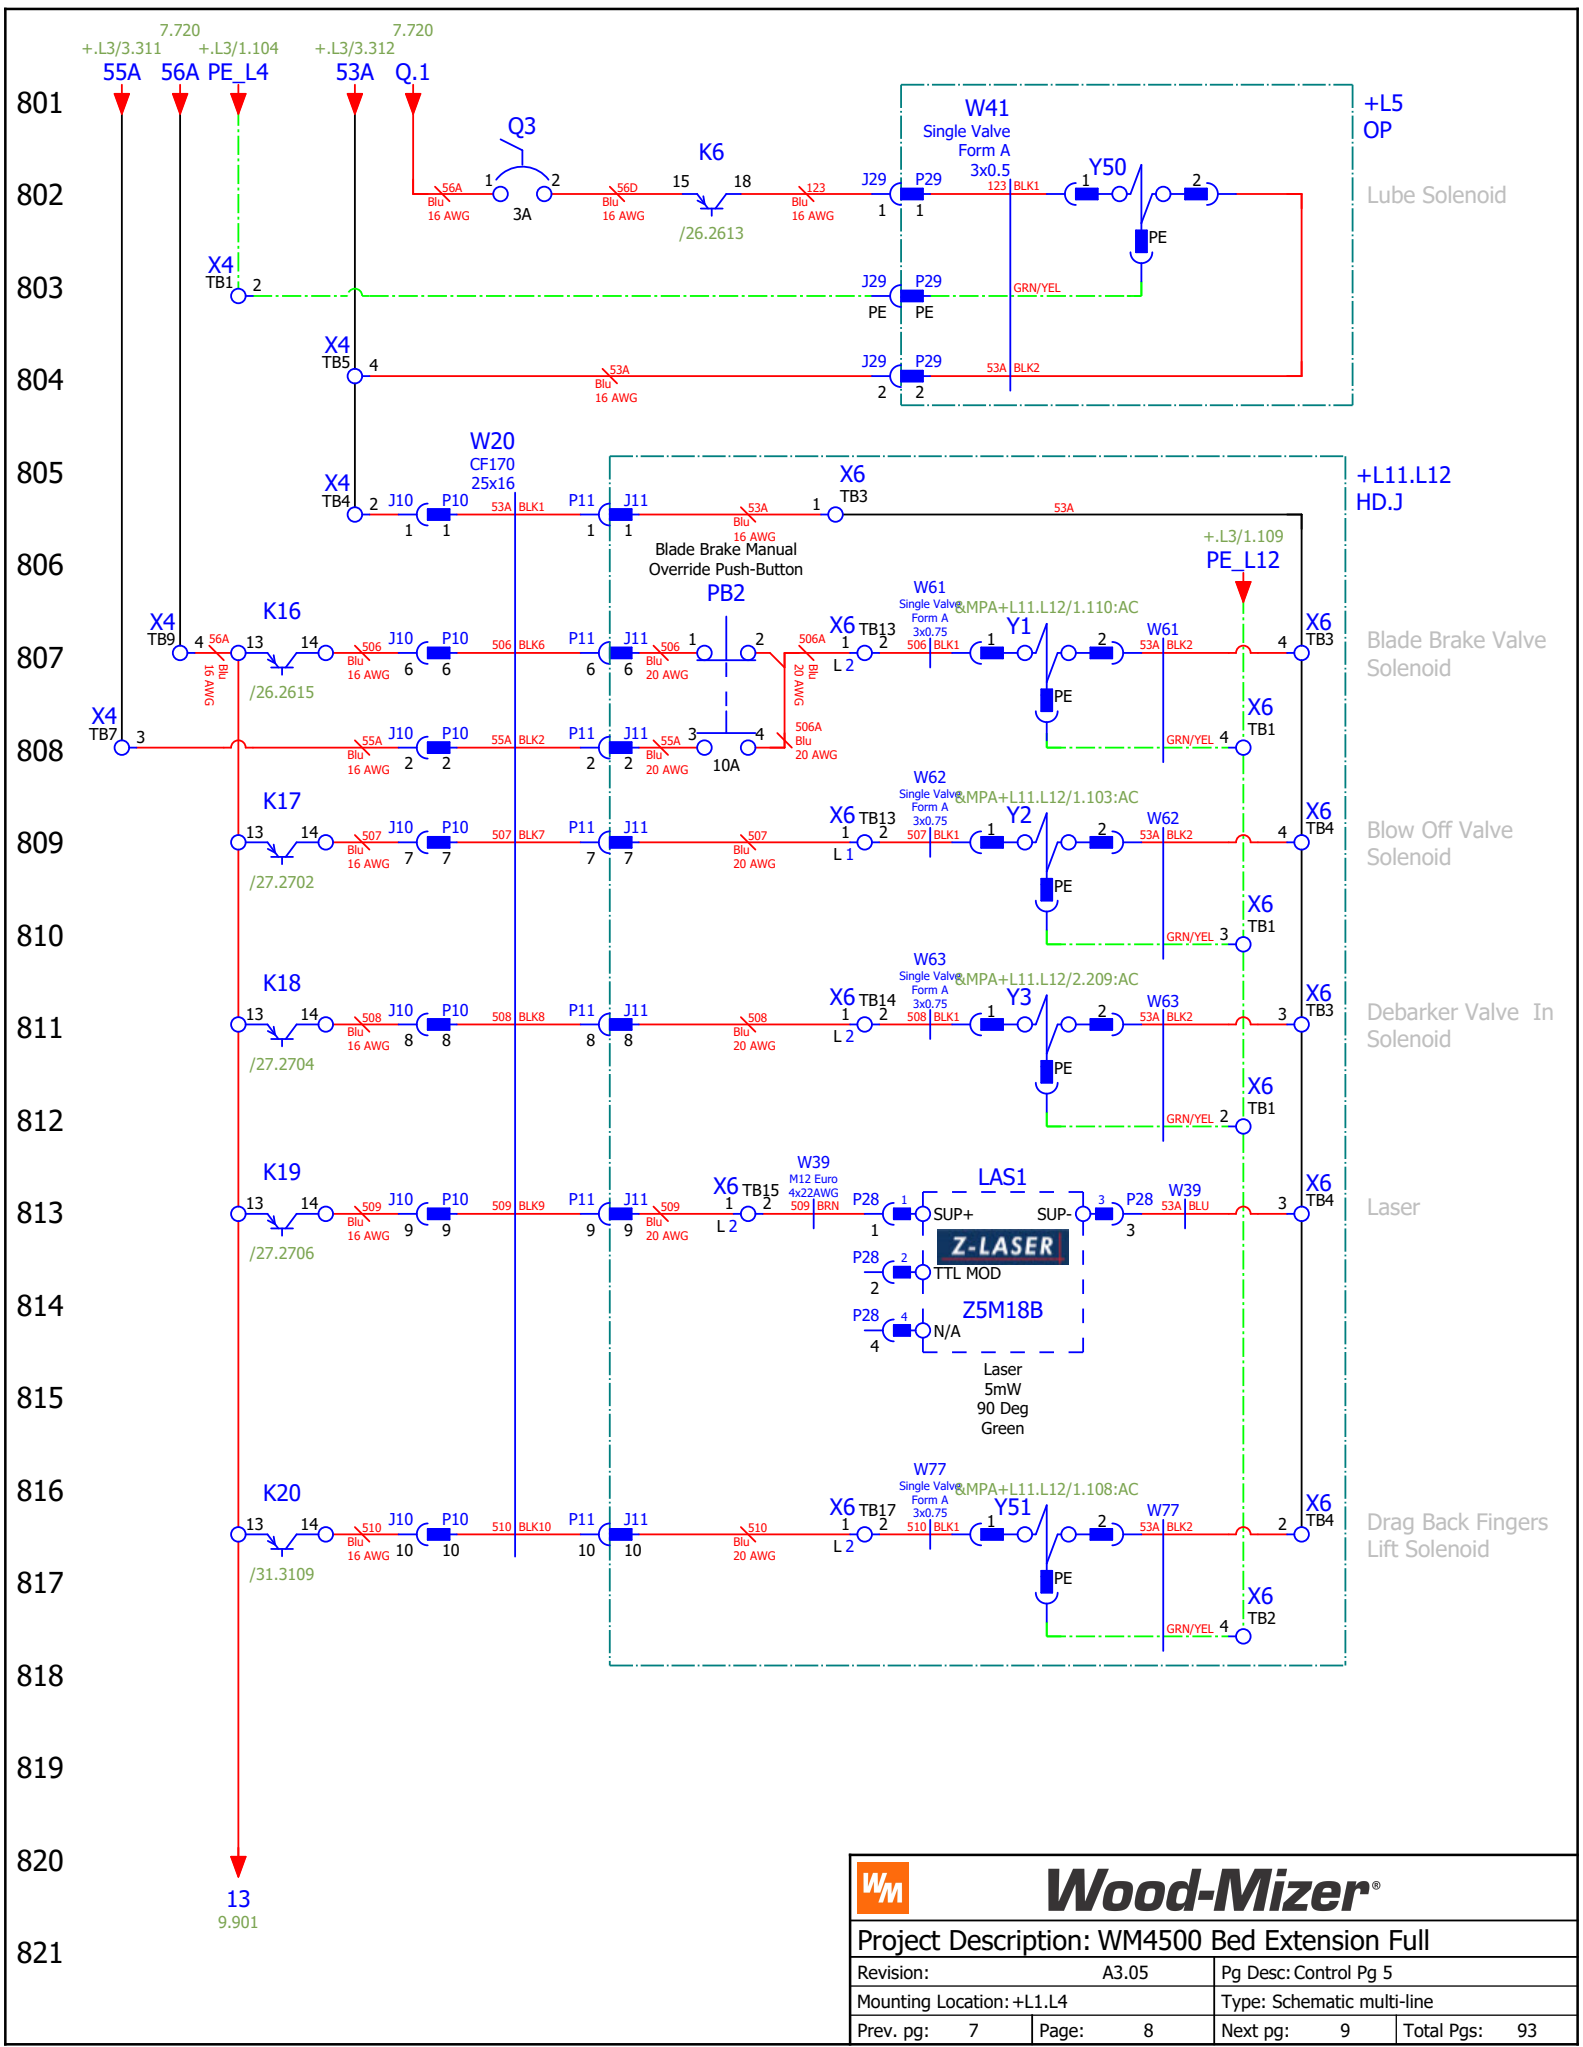 7.720 7.720
+.L3/3.311 +.L3/1.104 +.L3/3.312
55A 56A PE_L4 53A Q.1
801
W41
Single Valve
Form A
3x0.5
+L5
OP
Q3
K6
Y50
802
56A
Blu
16 AWG
1 2
3A
56D
Blu
16 AWG
15 18
/26.2613
123
Blu
16 AWG
J29 P29
1 1
123 BLK1
1 2
PE
Lube Solenoid
803
X4
TB1 2
J29 P29
PE PE
GRN/YEL
804
X4
TB5 4
53A
Blu
16 AWG
J29 P29
2 2
53A BLK2
805
W20
CF170
25x16
X4
TB4 2
J10 P10
1 1
53A BLK1
P11 J11
1 1
53A
Blu
16 AWG
X6
1 TB3
53A
+L11.L12
HD.J
806
Blade Brake Manual
Override Push-Button
PB2
+.L3/1.109
PE_L12
807
X4
TB9 4
56A
Blu
16 AWG
K16
13 14
/26.2615
506
Blu
16 AWG
J10 P10
6 6
506 BLK6
P11 J11
6 6
506
Blu
20 AWG
1 2
506A
Blu
20 AWG
X6 TB13
1 2
L 2
W61
Single Valve
Form A
3x0.75
506 BLK1
&MPA+L11.L12/1.110:AC
1 Y1 2
PE
W61
53A BLK2
4 X6
TB3
Blade Brake Valve
Solenoid
808
X4
TB7 3
55A
Blu
16 AWG
J10 P10
2 2
55A BLK2
P11 J11
2 2
55A
Blu
20 AWG
3 4
10A
506A
Blu
20 AWG
GRN/YEL 4
X6
TB1
809
K17
13 14
/27.2702
507
Blu
16 AWG
J10 P10
7 7
507 BLK7
P11 J11
7 7
507
Blu
20 AWG
X6 TB13
1 2
L 1
W62
Single Valve
Form A
3x0.75
507 BLK1
&MPA+L11.L12/1.103:AC
1 Y2 2
PE
W62
53A BLK2
4 X6
TB4
Blow Off Valve
Solenoid
810
GRN/YEL 3
X6
TB1
811
K18
13 14
/27.2704
508
Blu
16 AWG
J10 P10
8 8
508 BLK8
P11 J11
8 8
508
Blu
20 AWG
X6 TB14
1 2
L 2
W63
Single Valve
Form A
3x0.75
508 BLK1
&MPA+L11.L12/2.209:AC
1 Y3 2
PE
W63
53A BLK2
3 X6
TB3
Debarker Valve In
Solenoid
812
GRN/YEL 2
X6
TB1
813
K19
13 14
/27.2706
509
Blu
16 AWG
J10 P10
9 9
509 BLK9
P11 J11
9 9
509
Blu
20 AWG
X6 TB15
1 2
L 2
W39
M12 Euro
4x22AWG
509 BRN
P28 1
1
LAS1
SUP+ SUP-
Z-LASER
3 P28
3
W39
53A BLU
3 X6
TB4
Laser
P28 2
2
TTL MOD
814
Z5M18B
P28 4
4
N/A
815
Laser
5mW
90 Deg
Green
816
K20
13 14
/31.3109
510
Blu
16 AWG
J10 P10
10 10
510 BLK10
P11 J11
10 10
510
Blu
20 AWG
X6 TB17
1 2
L 2
W77
Single Valve
Form A
3x0.75
510 BLK1
&MPA+L11.L12/1.108:AC
1 Y51 2
PE
W77
53A BLK2
2 X6
TB4
Drag Back Fingers
Lift Solenoid
817
GRN/YEL 4
X6
TB2
818
819
820
13
9.901
821
WM Wood-Mizer®
Project Description: WM4500 Bed Extension Full
Revision: A3.05 Pg Desc: Control Pg 5
Mounting Location: +L1.L4 Type: Schematic multi-line
Prev. pg: 7 Page: 8 Next pg: 9 Total Pgs: 93